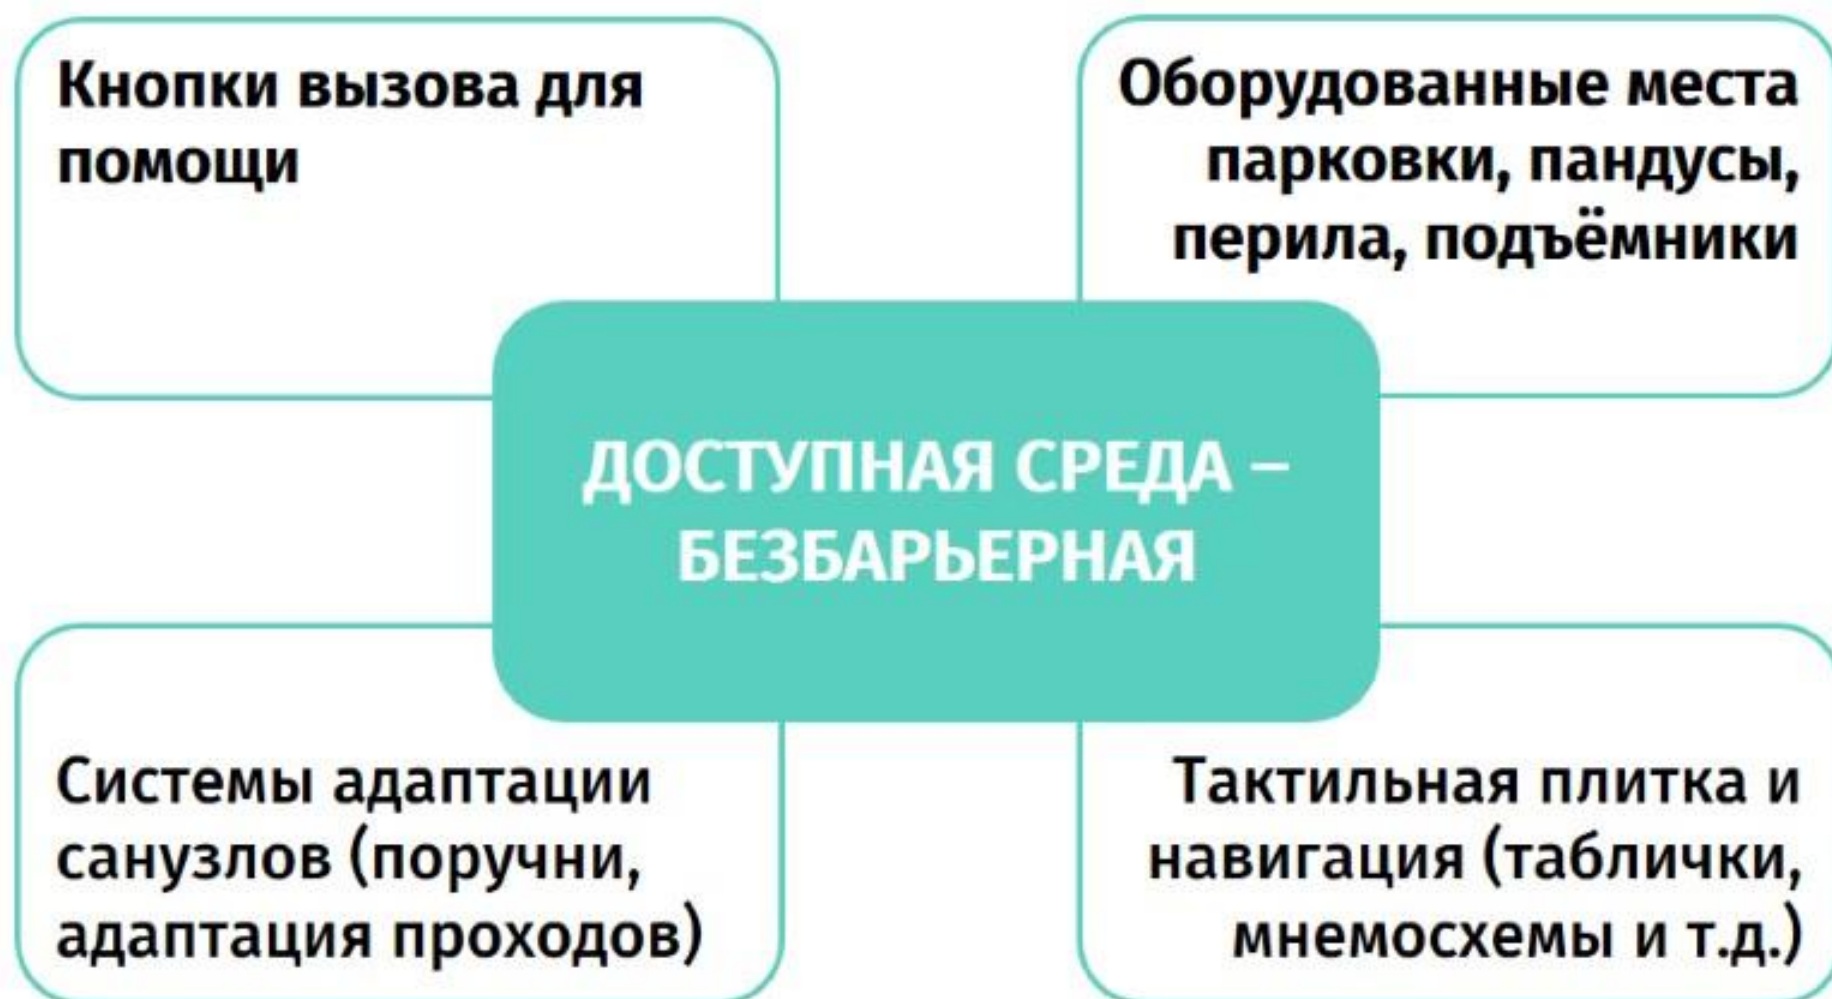 Кнопки вызова для
помощи
Оборудованные места
парковки, пандусы,
перила, подъёмники
ДОСТУПНАЯ СРЕДА –
БЕЗБАРЬЕРНАЯ
Системы адаптации
санузлов (поручни,
адаптация проходов)
Тактильная плитка и
навигация (таблички,
мнемосхемы и т.д.)